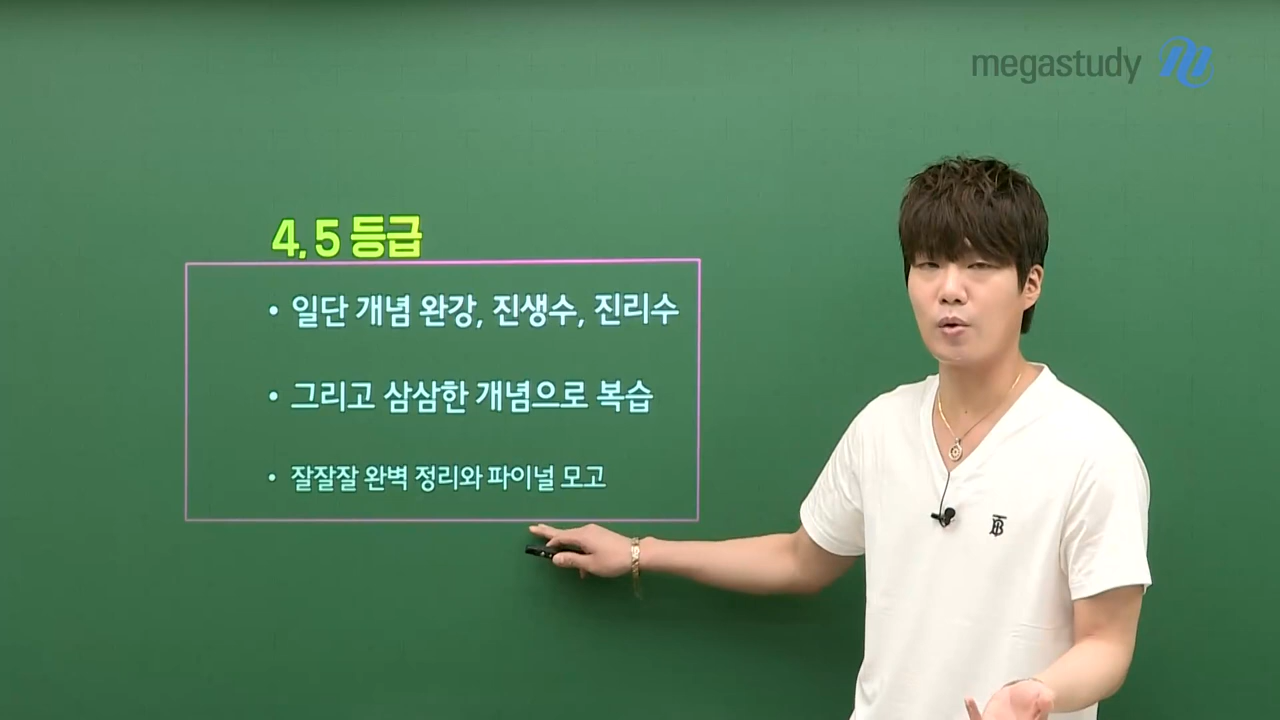 megastudy
4, 5 등급
• 일단 개념 완강, 진생수, 진리수
• 그리고 삼삼한 개념으로 복습
• 잘잘잘 완벽 정리와 파이널 모고